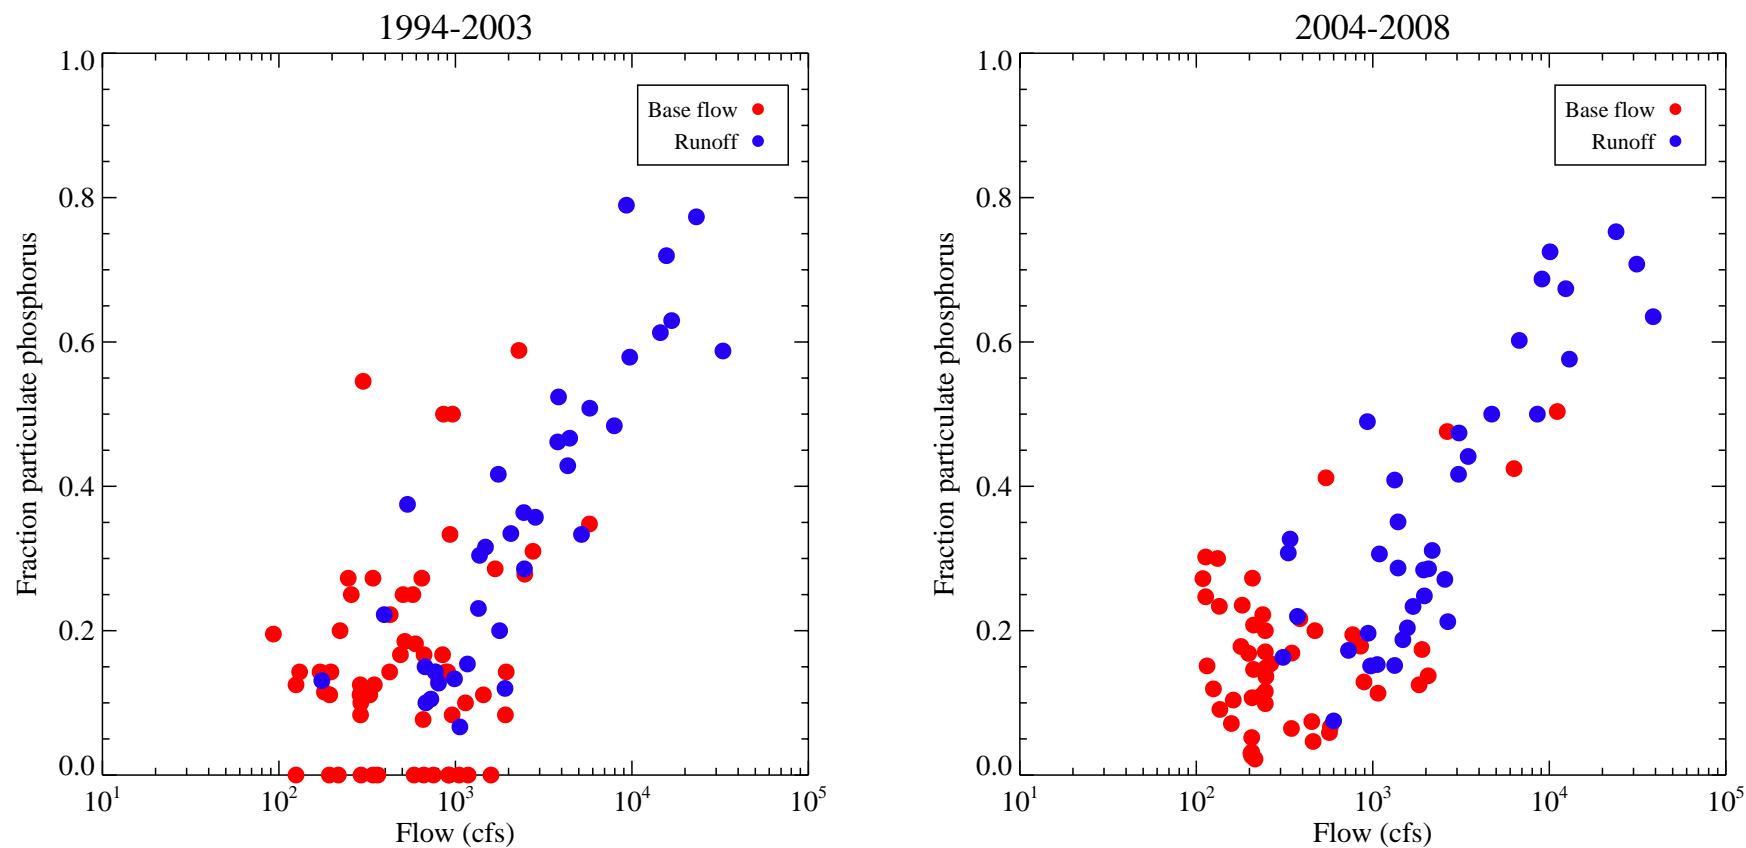 1994-2003
1.0
0.8
0.6
0.4
0.2
0.0
Fraction particulate phosphorus
Base flow
Runoff
10¹ 10² 10³ 10⁴ 10⁵
Flow (cfs)
2004-2008
1.0
0.8
0.6
0.4
0.2
0.0
Fraction particulate phosphorus
Base flow
Runoff
10¹ 10² 10³ 10⁴ 10⁵
Flow (cfs)